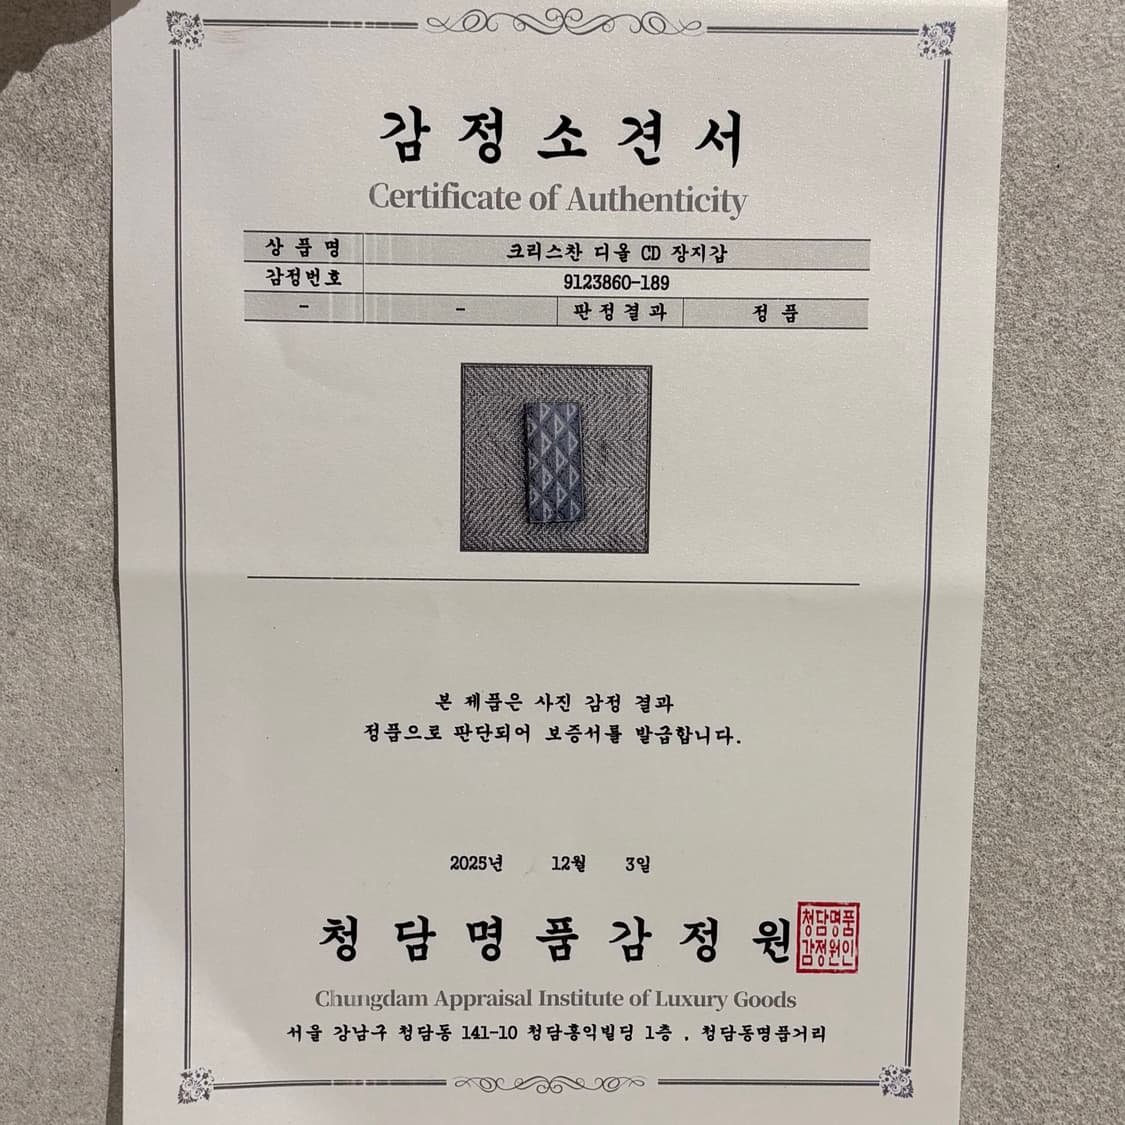 감정소견서
Certificate of Authenticity
상품명 크리스찬 디올 CD 장지갑
감정번호 9123860-189
- - 판정결과 정품
본 제품은 사진 감정 결과
정품으로 판단되어 보증서를 발급합니다.
2025년 12월 3일
청담명품감정원
청담명품
감정원인
Chungdam Appraisal Institute of Luxury Goods
서울 강남구 청담동 141-10 청담홍익빌딩 1층 , 청담동명품거리